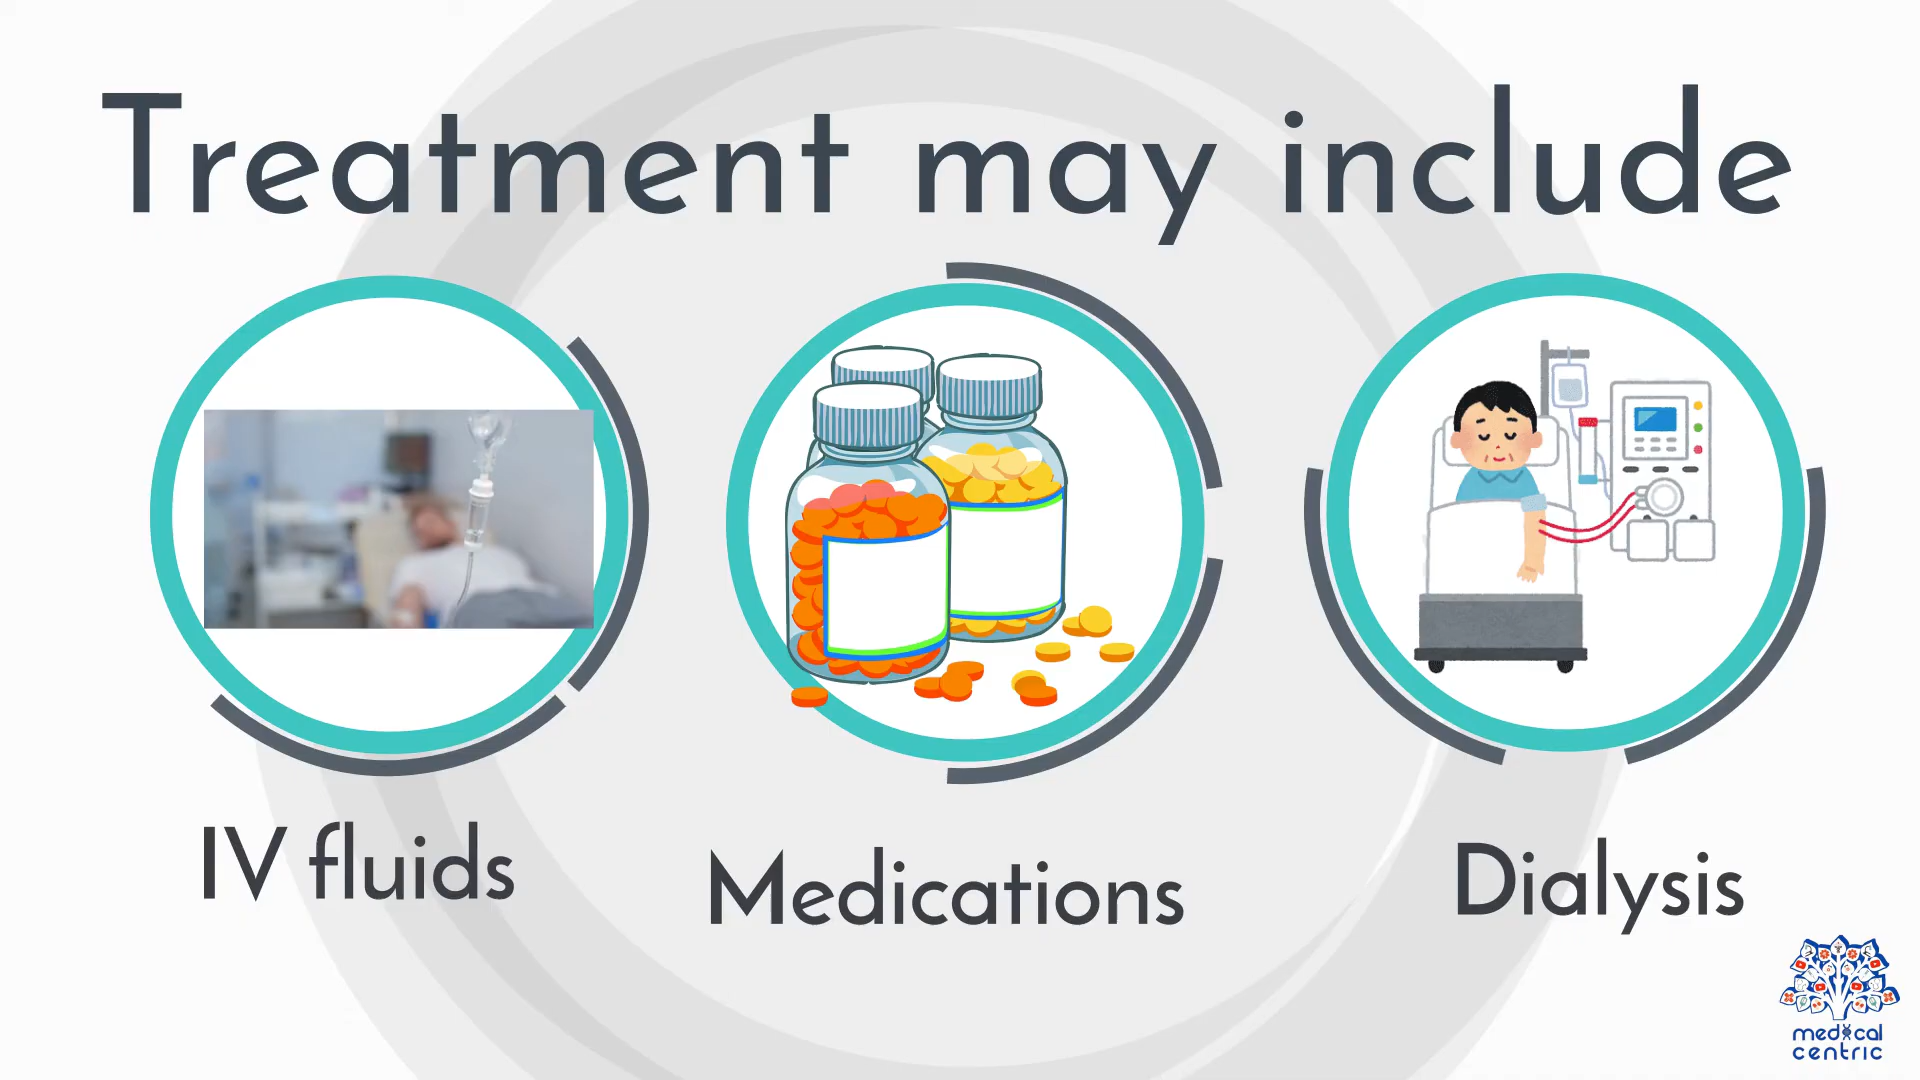 Treatment may include
IV fluids
Medications
Dialysis
medical
centric